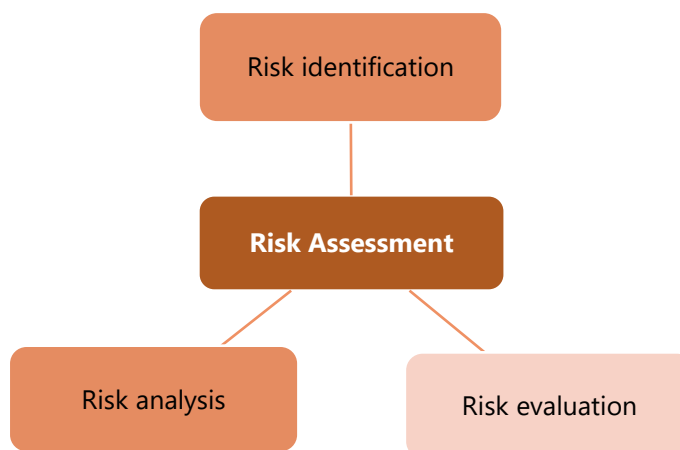 Risk identification
Risk Assessment
Risk analysis
Risk evaluation